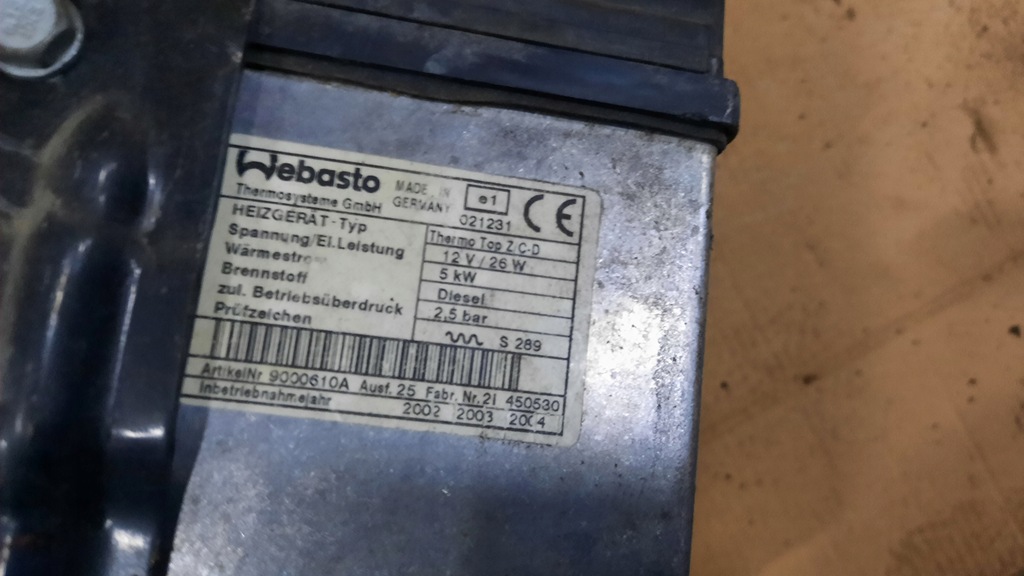 Webasto
Thermosysteme GmbH
MADE IN
GERMANY
e1
021231
CE
HEIZGERÄT-Typ
Thermo Top Z/C-D
Spannung/El.Leistung
12 V / 26 W
5 kW
Brennstoff
Diesel
zul. Betriebsüberdruck
2,5 bar
Prüfzeichen
S 289
ArtikelNr 9000610A Ausf. 25 Fabr. Nr. 21 450530
Inbetriebnahmejahr 2002 2003 2004